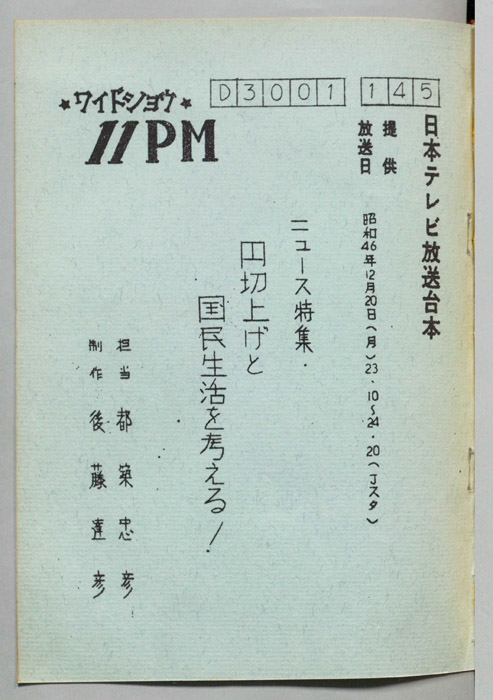 日本テレビ放送台本
D3001 145
提供
放送日 昭和46年12月20日(月)23.10〜24.20(Jスタ)
★ワイドショウ★
11PM
ニュース特集・
円切上げと
国民生活を考える!
担当 都築忠彦
制作 後藤達彦